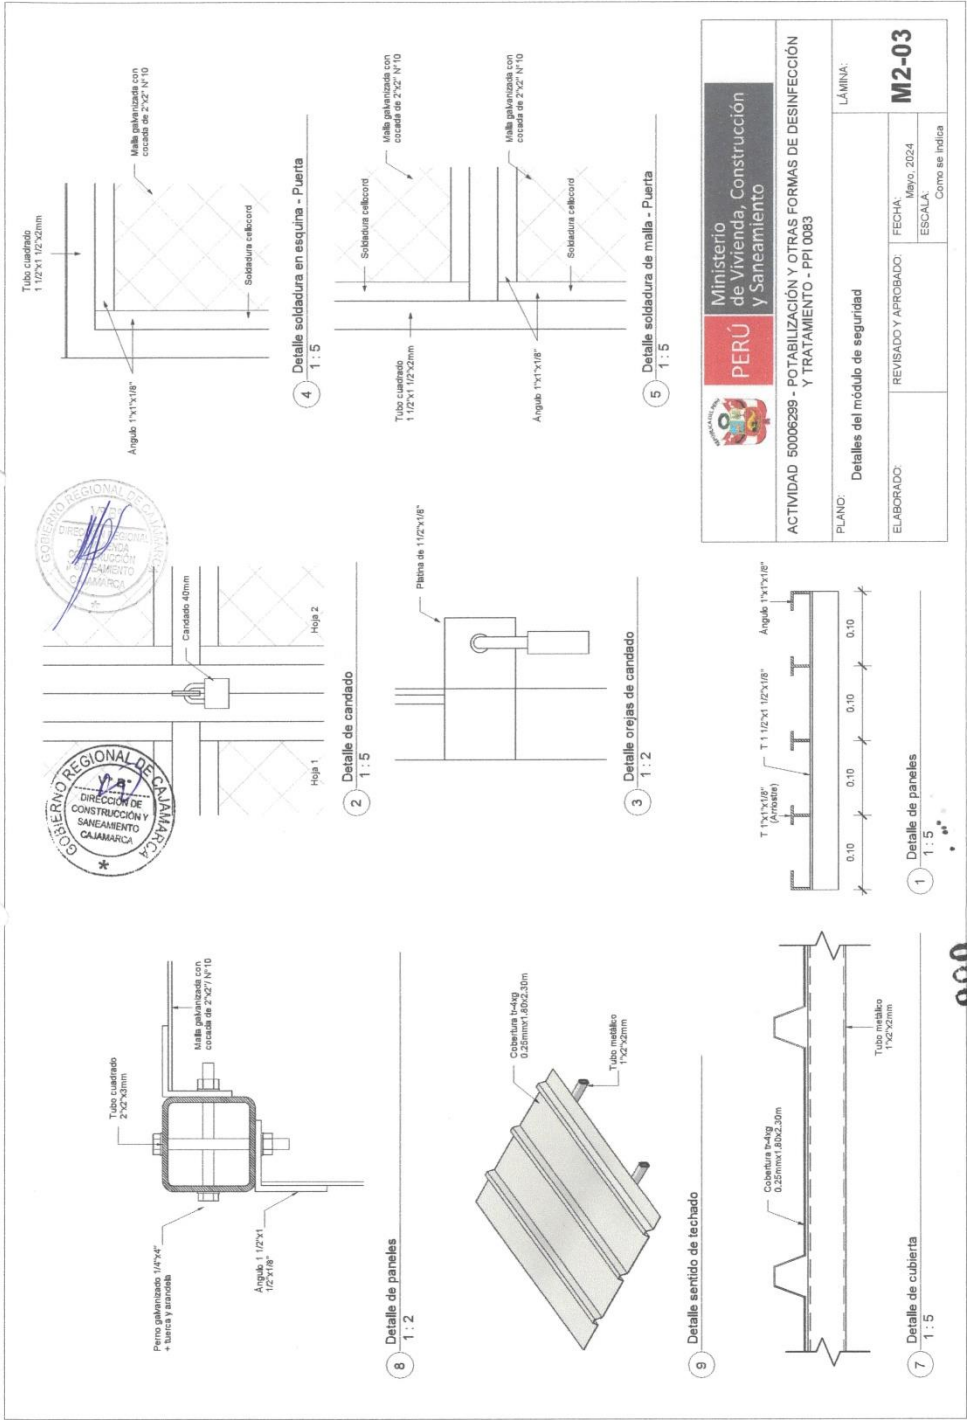 Perno galvanizado 1/4"x4"
+ tuerca y arandela
Tubo cuadrado
2"x2"x3mm
Malla galvanizada con
cocada de 2"x2"/ N°10
Ángulo 1 1/2"x1
1/2"x1/8"
8
Detalle de paneles
1 : 2
Cobertura tr-4xg
0.25mmx1.80x2.30m
Tubo metálico
1"x2"x2mm
9
Detalle sentido de techado
Cobertura tr-4xg
0.25mmx1.80x2.30m
Tubo metálico
1"x2"x2mm
7
Detalle de cubierta
1 : 5
GOBIERNO REGIONAL DE CAJAMARCA
V° B°
DIRECCIÓN DE
CONSTRUCCIÓN Y
SANEAMIENTO
CAJAMARCA
GOBIERNO REGIONAL DE CAJAMARCA
DIRECCIÓN REGIONAL
CONSTRUCCIÓN
Y SANEAMIENTO
CAJAMARCA
Candado 40mm
Hoja 1
Hoja 2
2
Detalle de candado
1 : 5
Platina de 1 1/2"x1/8"
3
Detalle orejas de candado
1 : 2
T 1"x1"x1/8"
(Arriostre)
T 1 1/2"x1 1/2"x1/8"
Ángulo 1"x1"x1/8"
0.10
0.10
0.10
0.10
1
Detalle de paneles
1 : 5
Tubo cuadrado
1 1/2"x1 1/2"x2mm
Malla galvanizada con
cocada de 2"x2" N°10
Ángulo 1"x1"x1/8"
Soldadura cellocord
4
Detalle soldadura en esquina - Puerta
1 : 5
Malla galvanizada con
cocada de 2"x2" N°10
Soldadura cellocord
Tubo cuadrado
1 1/2"x1 1/2"x2mm
Malla galvanizada con
cocada de 2"x2" N°10
Soldadura cellocord
Ángulo 1"x1"x1/8"
5
Detalle soldadura de malla - Puerta
1 : 5
PERÚ
Ministerio
de Vivienda, Construcción
y Saneamiento
ACTIVIDAD 50006299 - POTABILIZACIÓN Y OTRAS FORMAS DE DESINFECCIÓN
Y TRATAMIENTO - PPI 0083
PLANO:
Detalles del módulo de seguridad
LÁMINA:
M2-03
ELABORADO:
REVISADO Y APROBADO:
FECHA:
Mayo, 2024
ESCALA:
Como se indica